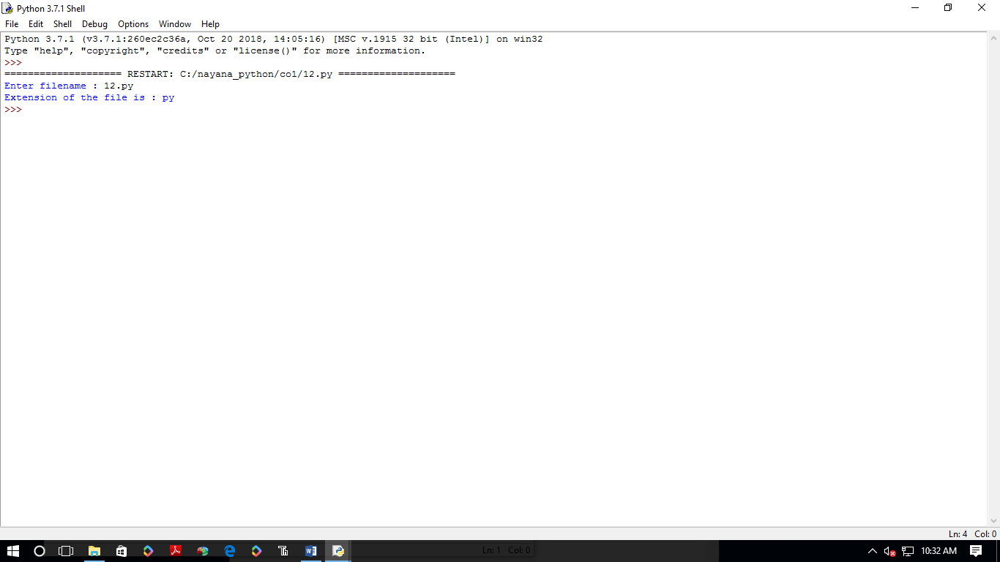 Python 3.7.1 Shell
File Edit Shell Debug Options Window Help
Python 3.7.1 (v3.7.1:260ec2c36a, Oct 20 2018, 14:05:16) [MSC v.1915 32 bit (Intel)] on win32
Type "help", "copyright", "credits" or "license()" for more information.
>>>
==================== RESTART: C:/nayana_python/co1/12.py ====================
Enter filename : 12.py
Extension of the file is : py
>>>
Ln: 4 Col: 0
Ln: 1 Col: 0
10:32 AM